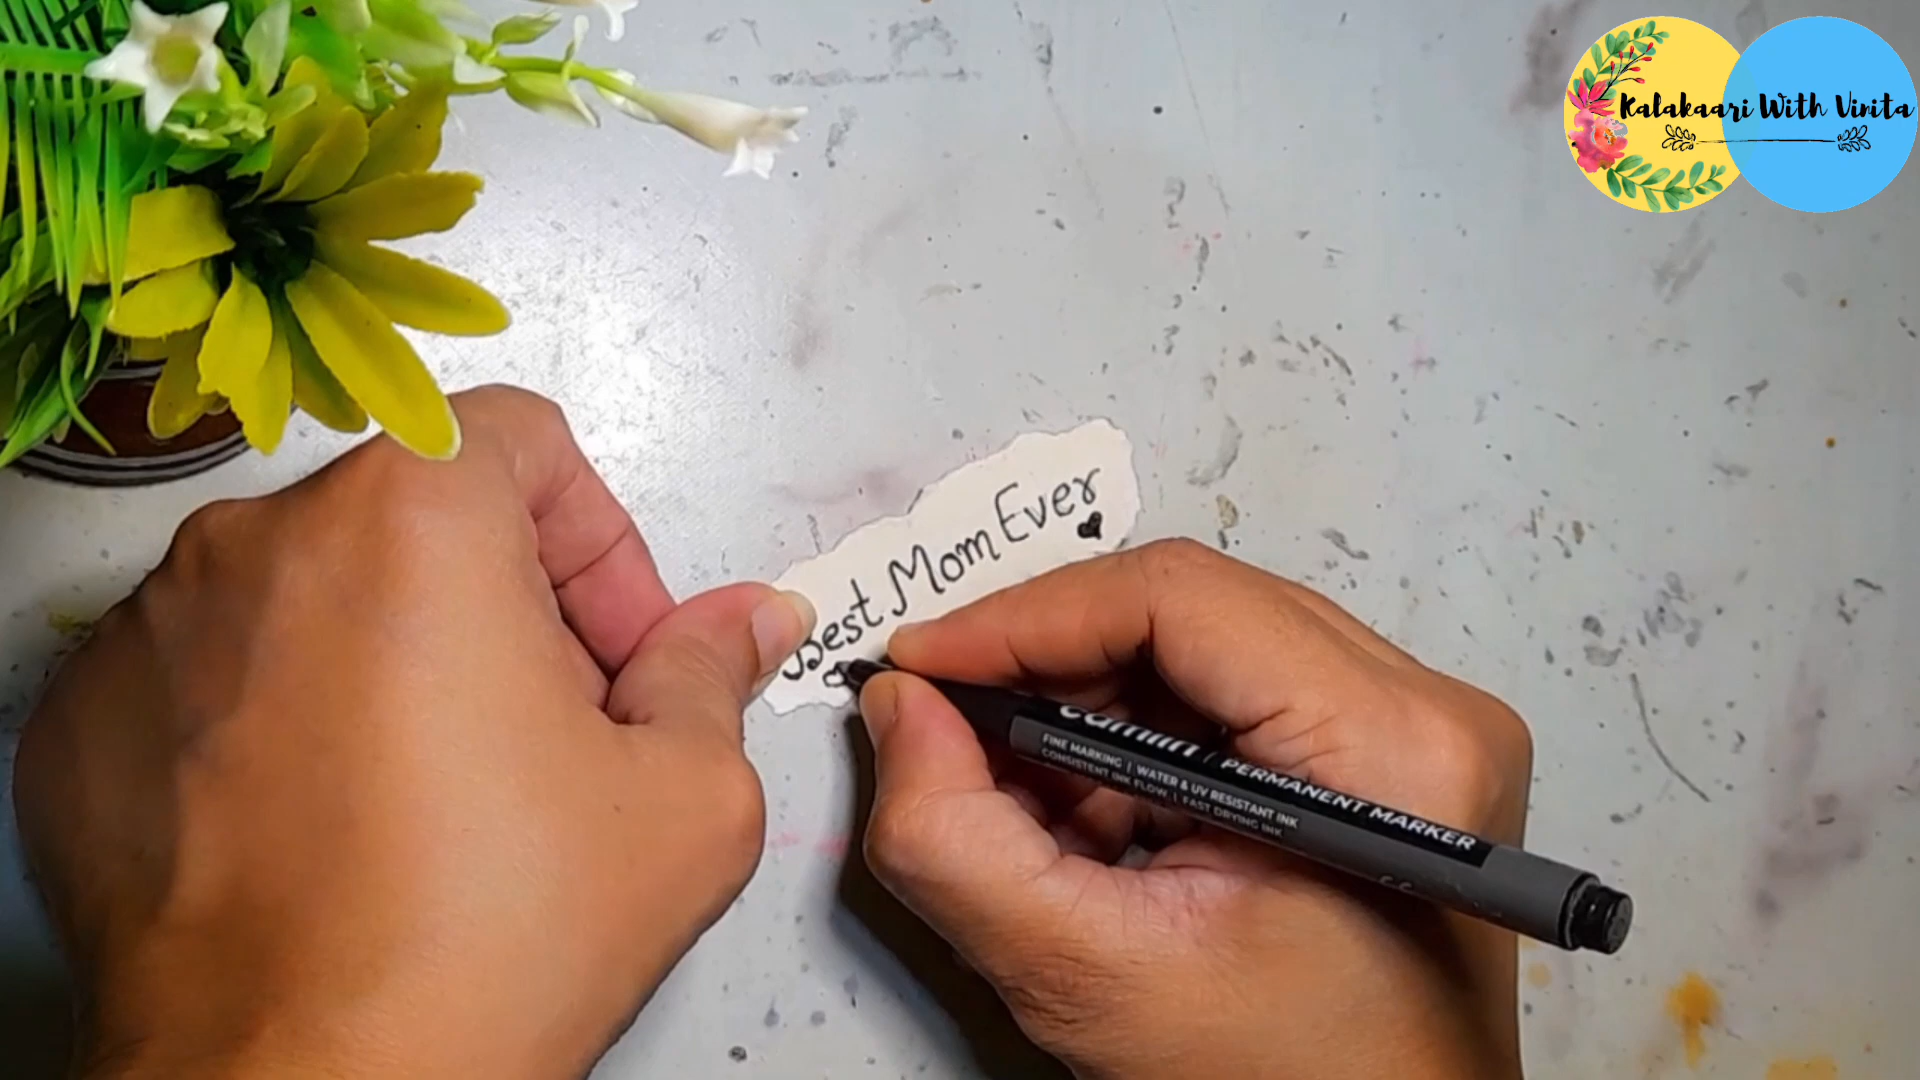 Kalakaari With Vinita
Best Mom Ever
camlin | PERMANENT MARKER
FINE MARKING | WATER & UV RESISTANT INK
CONSISTENT INK FLOW | FAST DRYING INK